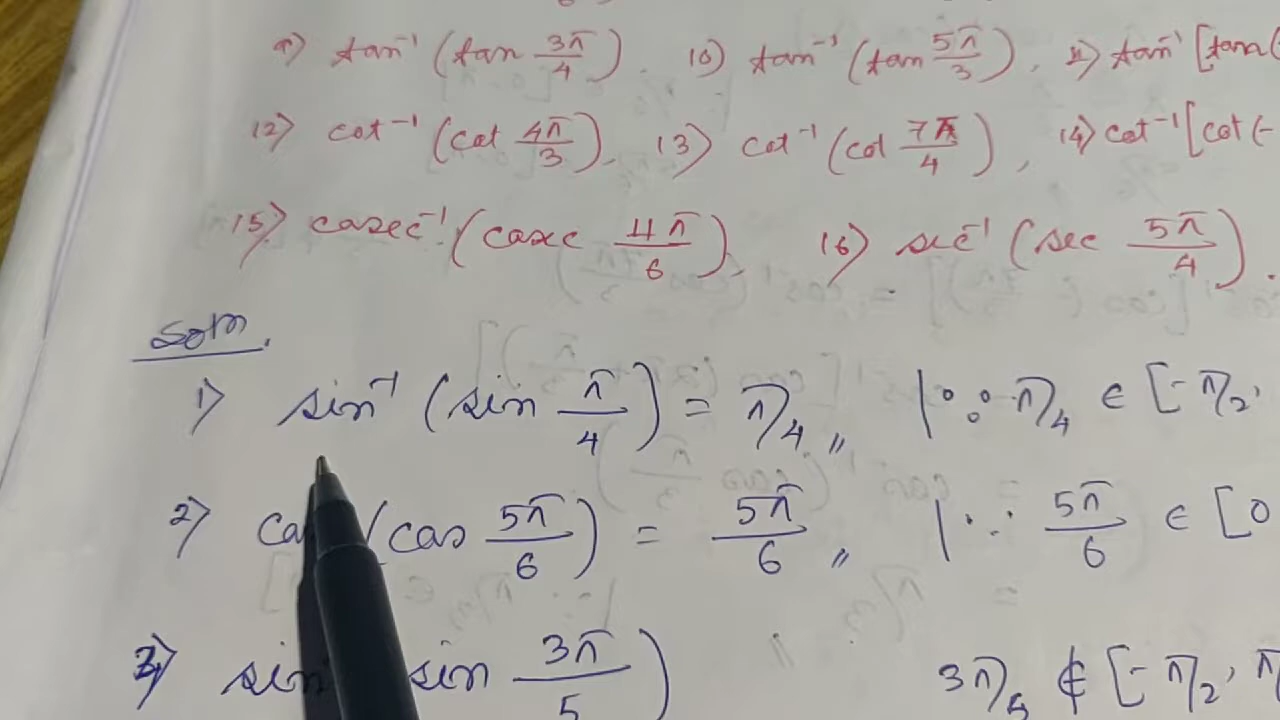 9) tan⁻¹ (tan 3π/4). 10) tan⁻¹ (tan 5π/3), 11) tan⁻¹ [tan (
12) cot⁻¹ (cot 4π/3). 13) cot⁻¹ (cot 7π/4), 14) cot⁻¹ [cot (-
15) cosec⁻¹ (cosec 4π/6), 16) sec⁻¹ (sec 5π/4).
Soln.
1) sin⁻¹ (sin π/4) = π/4 ,, | ∵ π/4 ∈ [-π/2,
2) (cos 5π/6) = 5π/6 ,, | ∵ 5π/6 ∈ [0
3) sin sin 3π/5) 3π/5 ∉ [-π/2, π